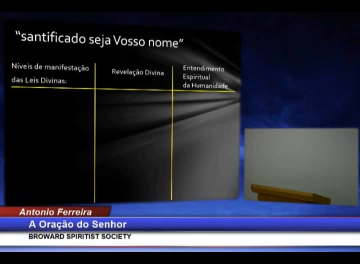 "santificado seja Vosso nome"
Níveis de manifestação
das Leis Divinas:
Revelação Divina
Entendimento
Espiritual
da Humanidade
Antonio Ferreira
A Oração do Senhor
BROWARD SPIRITIST SOCIETY